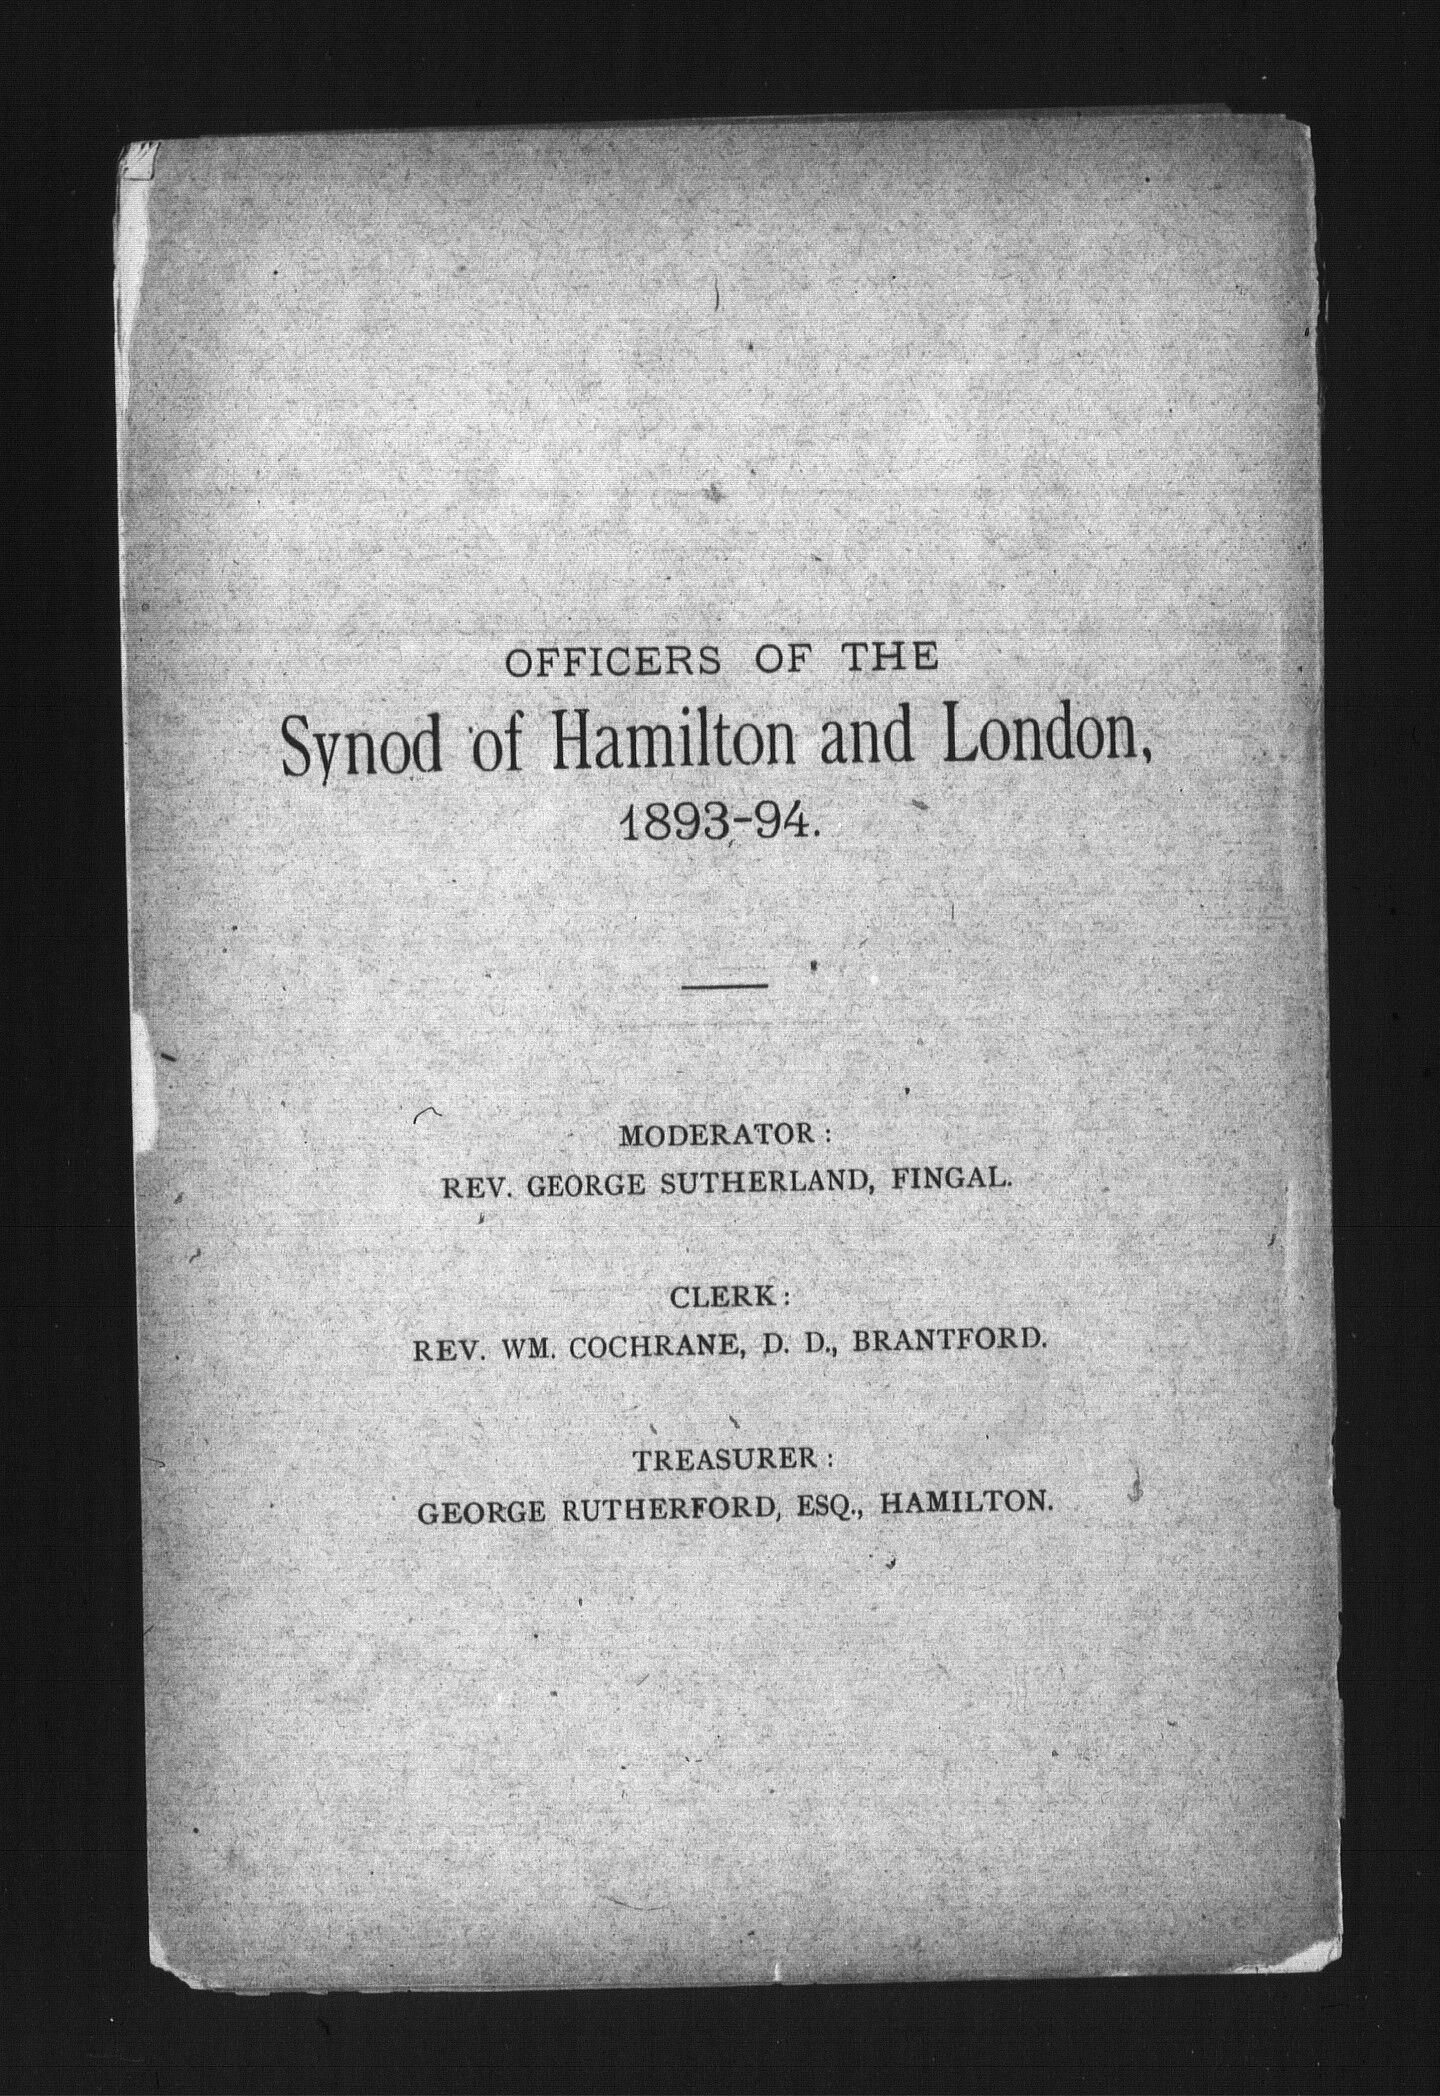 OFFICERS OF THE
Synod of Hamilton and London,
1893-94.
MODERATOR:
REV. GEORGE SUTHERLAND, FINGAL.
CLERK:
REV. WM. COCHRANE, D. D., BRANTFORD.
TREASURER:
GEORGE RUTHERFORD, ESQ., HAMILTON.